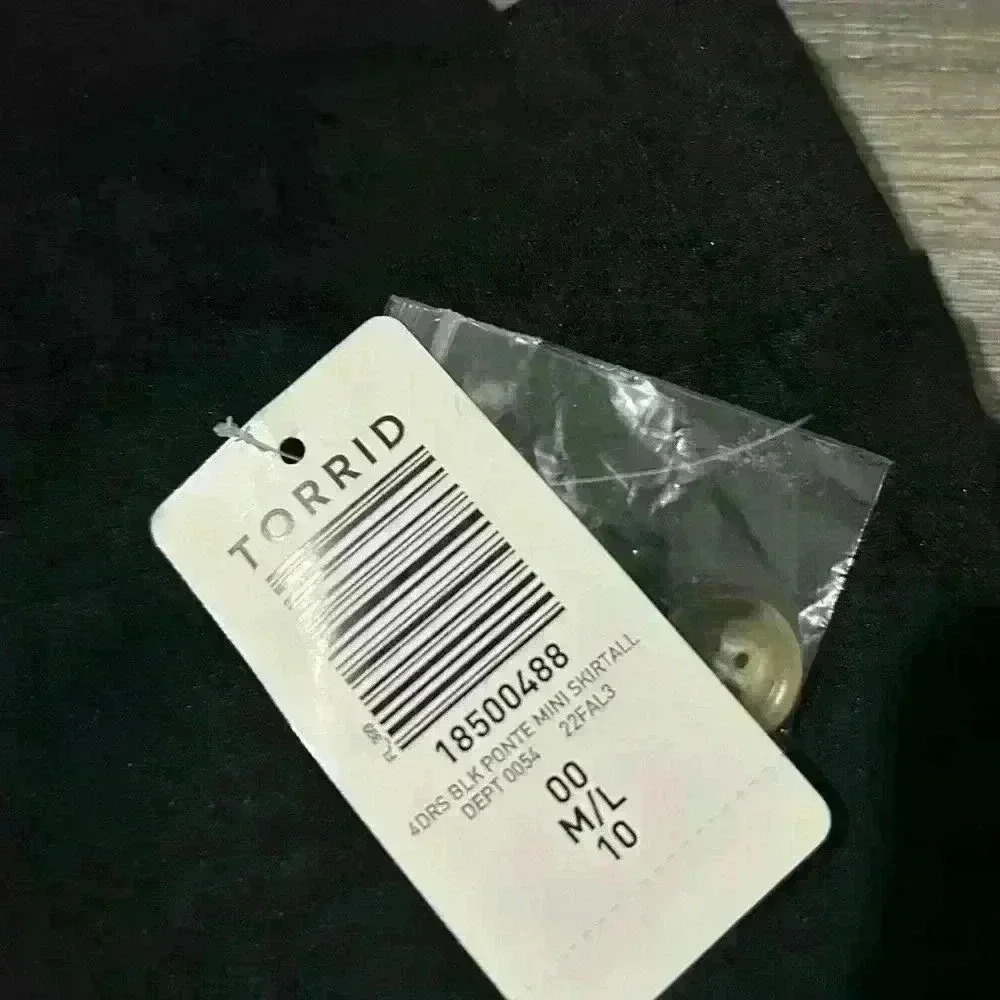 TORRID
18500488
4DRS BLK PONTE MINI SKIRTALL
DEPT 0054 22FAL3
00
M/L
10